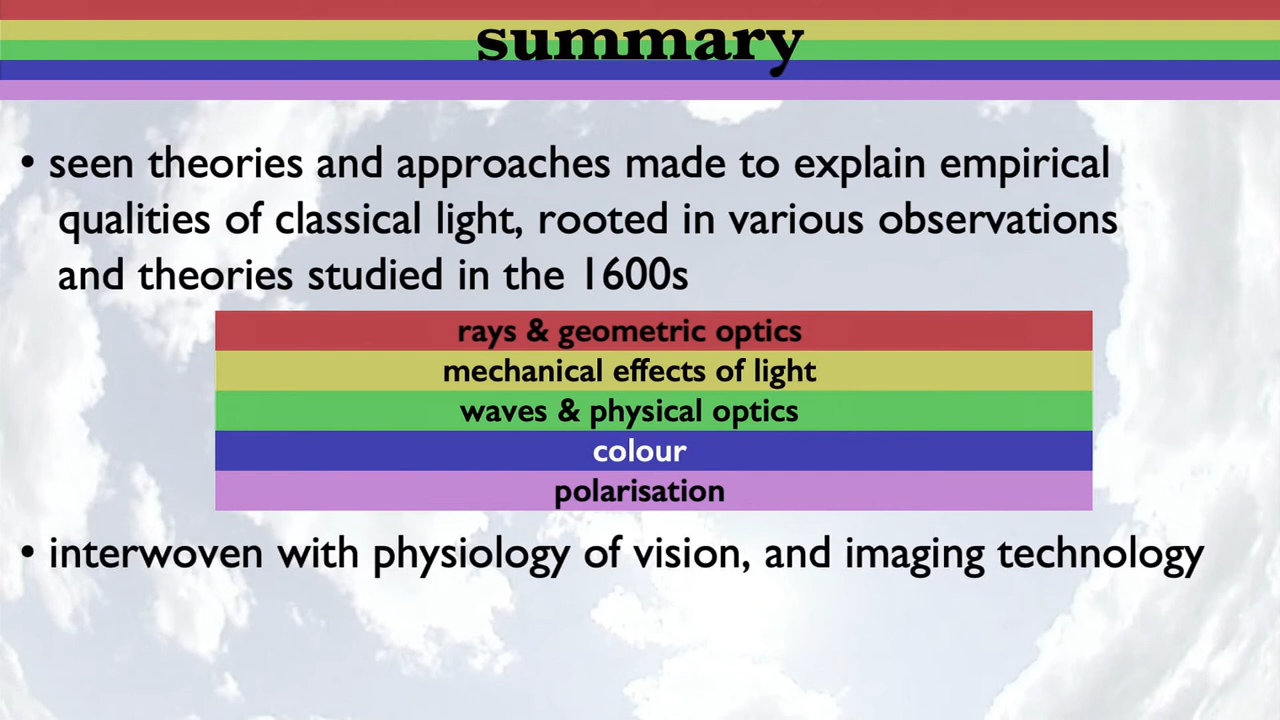 summary
• seen theories and approaches made to explain empirical
qualities of classical light, rooted in various observations
and theories studied in the 1600s
rays & geometric optics
mechanical effects of light
waves & physical optics
colour
polarisation
• interwoven with physiology of vision, and imaging technology